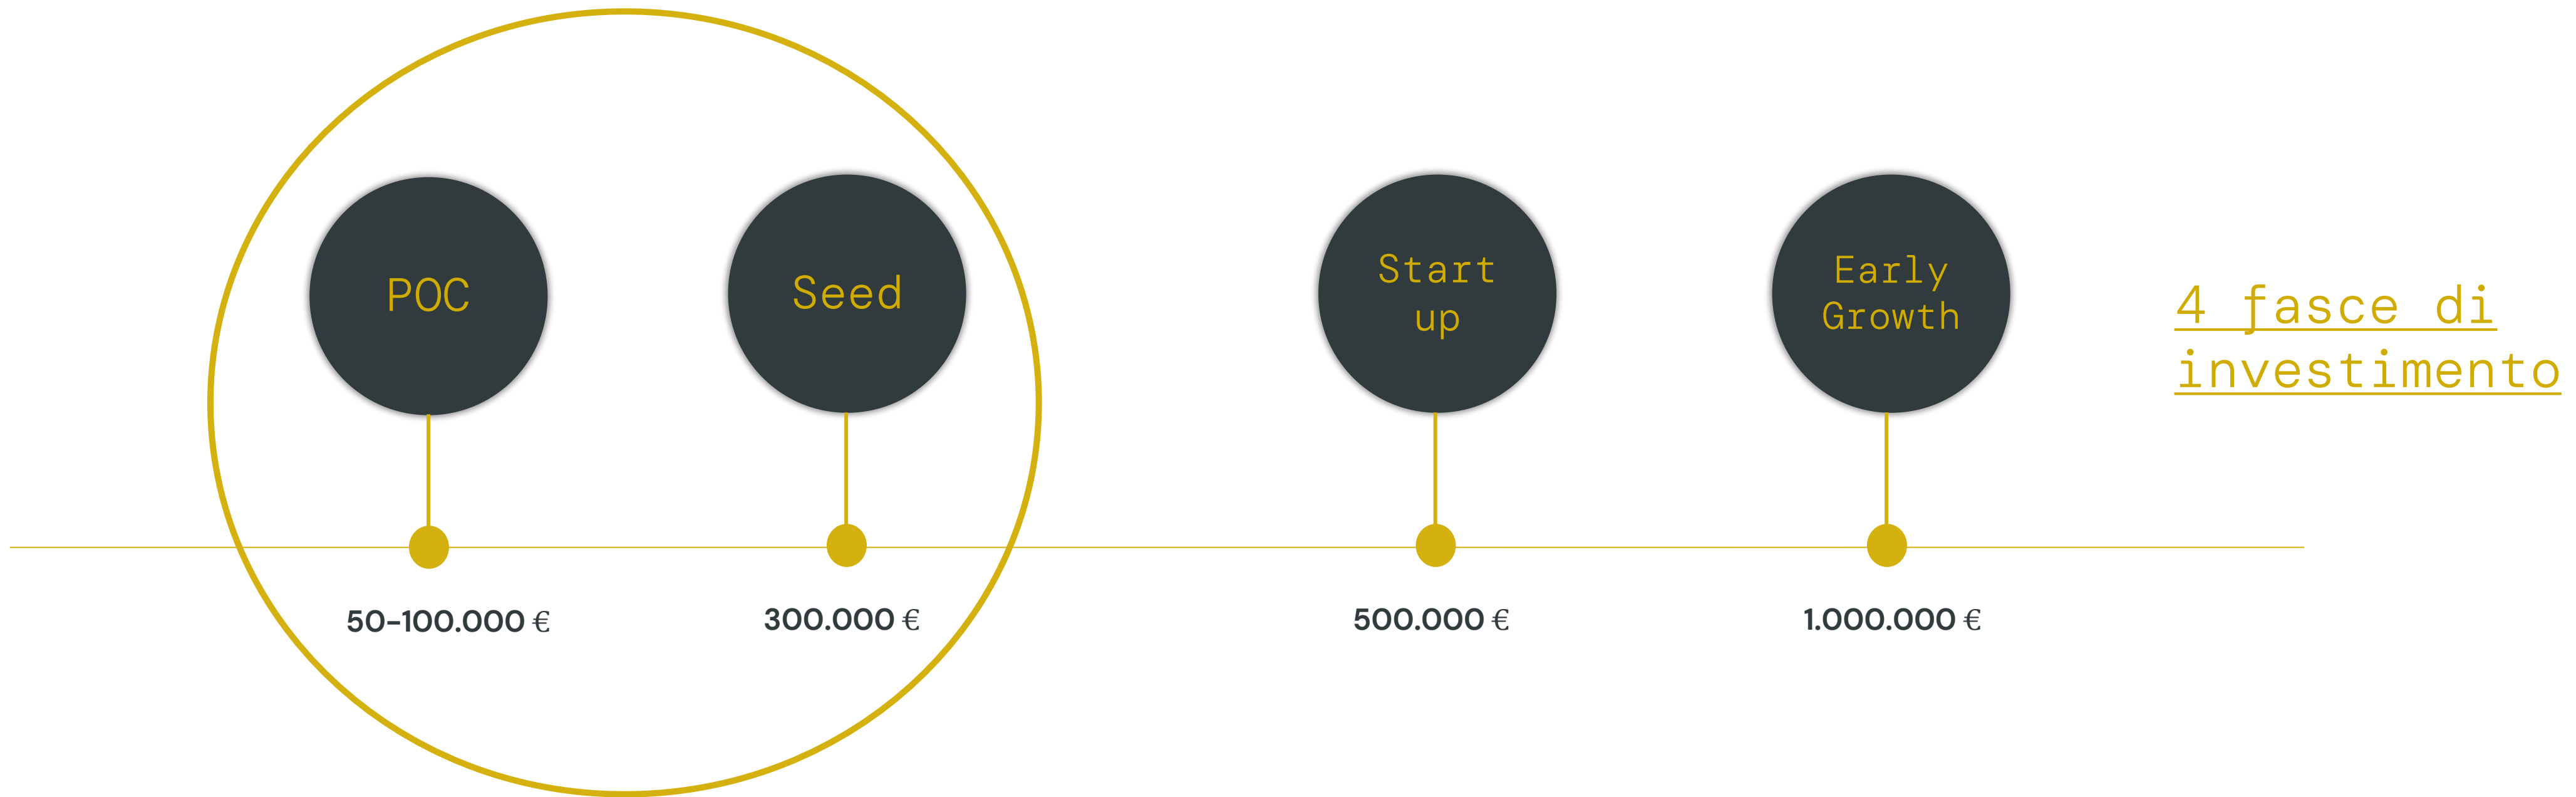 POC
Seed
Start
up
Early
Growth
4 fasce di
investimento
50-100.000 €
300.000 €
500.000 €
1.000.000 €